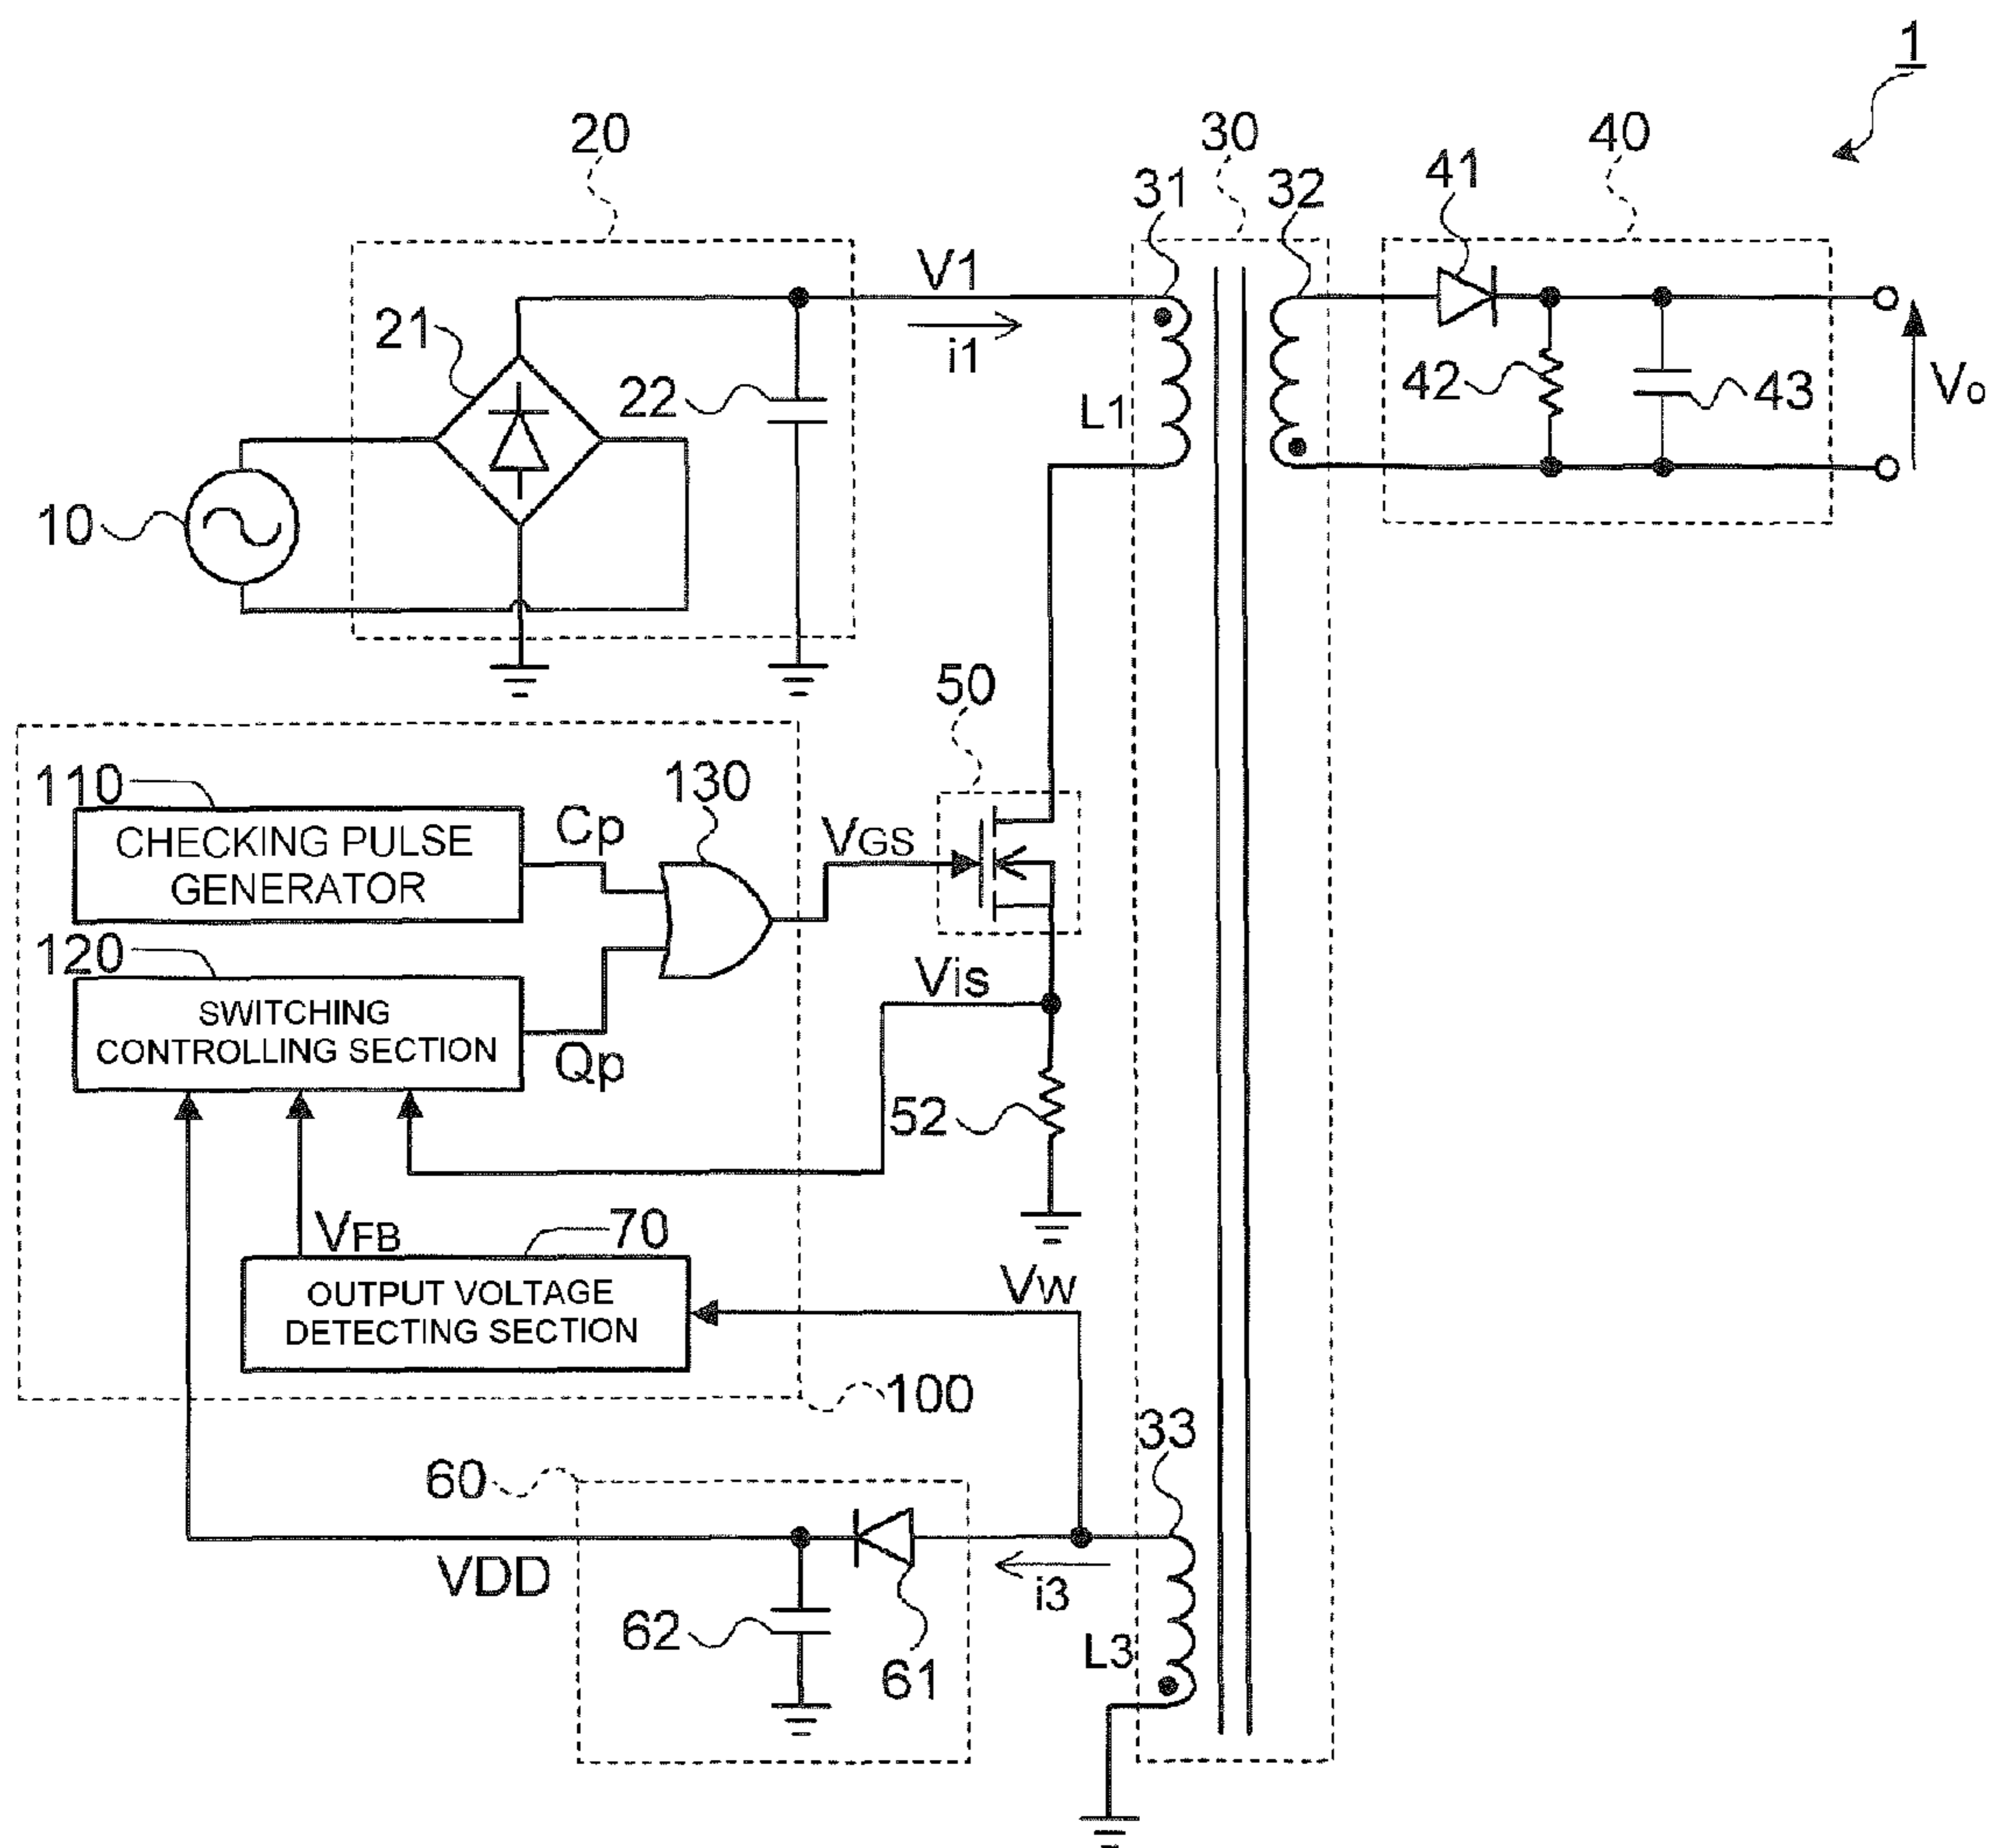 1
20
30
40
31
32
41
V1
21
i1
22
L1
42
43
Vo
10
50
110
130
CHECKING PULSE
GENERATOR
Cp
VGS
120
SWITCHING
CONTROLLING SECTION
Qp
Vis
52
VFB
70
OUTPUT VOLTAGE
DETECTING SECTION
Vw
100
33
60
VDD
i3
62
61
L3